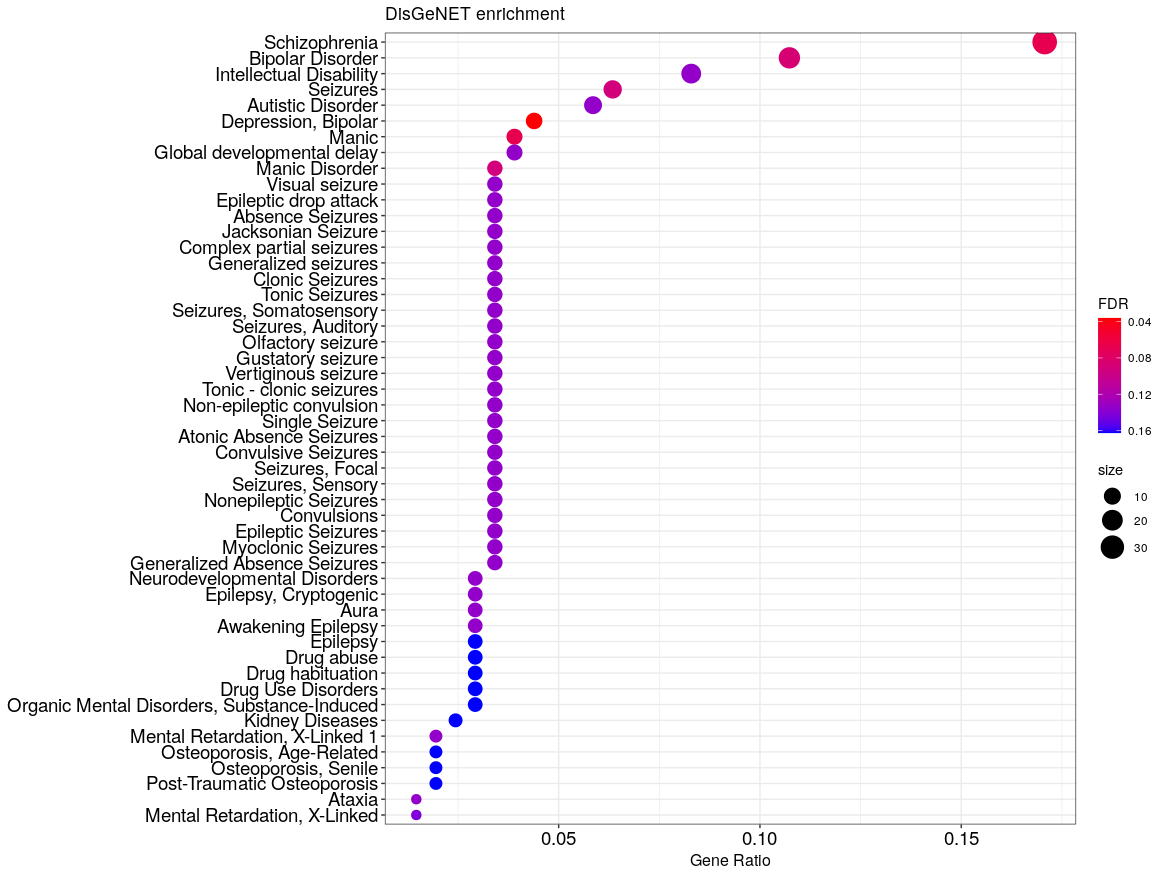 DisGeNET enrichment
Schizophrenia
Bipolar Disorder
Intellectual Disability
Seizures
Autistic Disorder
Depression, Bipolar
Manic
Global developmental delay
Manic Disorder
Visual seizure
Epileptic drop attack
Absence Seizures
Jacksonian Seizure
Complex partial seizures
Generalized seizures
Clonic Seizures
Tonic Seizures
Seizures, Somatosensory
Seizures, Auditory
Olfactory seizure
Gustatory seizure
Vertiginous seizure
Tonic - clonic seizures
Non-epileptic convulsion
Single Seizure
Atonic Absence Seizures
Convulsive Seizures
Seizures, Focal
Seizures, Sensory
Nonepileptic Seizures
Convulsions
Epileptic Seizures
Myoclonic Seizures
Generalized Absence Seizures
Neurodevelopmental Disorders
Epilepsy, Cryptogenic
Aura
Awakening Epilepsy
Epilepsy
Drug abuse
Drug habituation
Drug Use Disorders
Organic Mental Disorders, Substance-Induced
Kidney Diseases
Mental Retardation, X-Linked 1
Osteoporosis, Age-Related
Osteoporosis, Senile
Post-Traumatic Osteoporosis
Ataxia
Mental Retardation, X-Linked
0.05 0.10 0.15
Gene Ratio
FDR
0.04
0.08
0.12
0.16
size
10
20
30